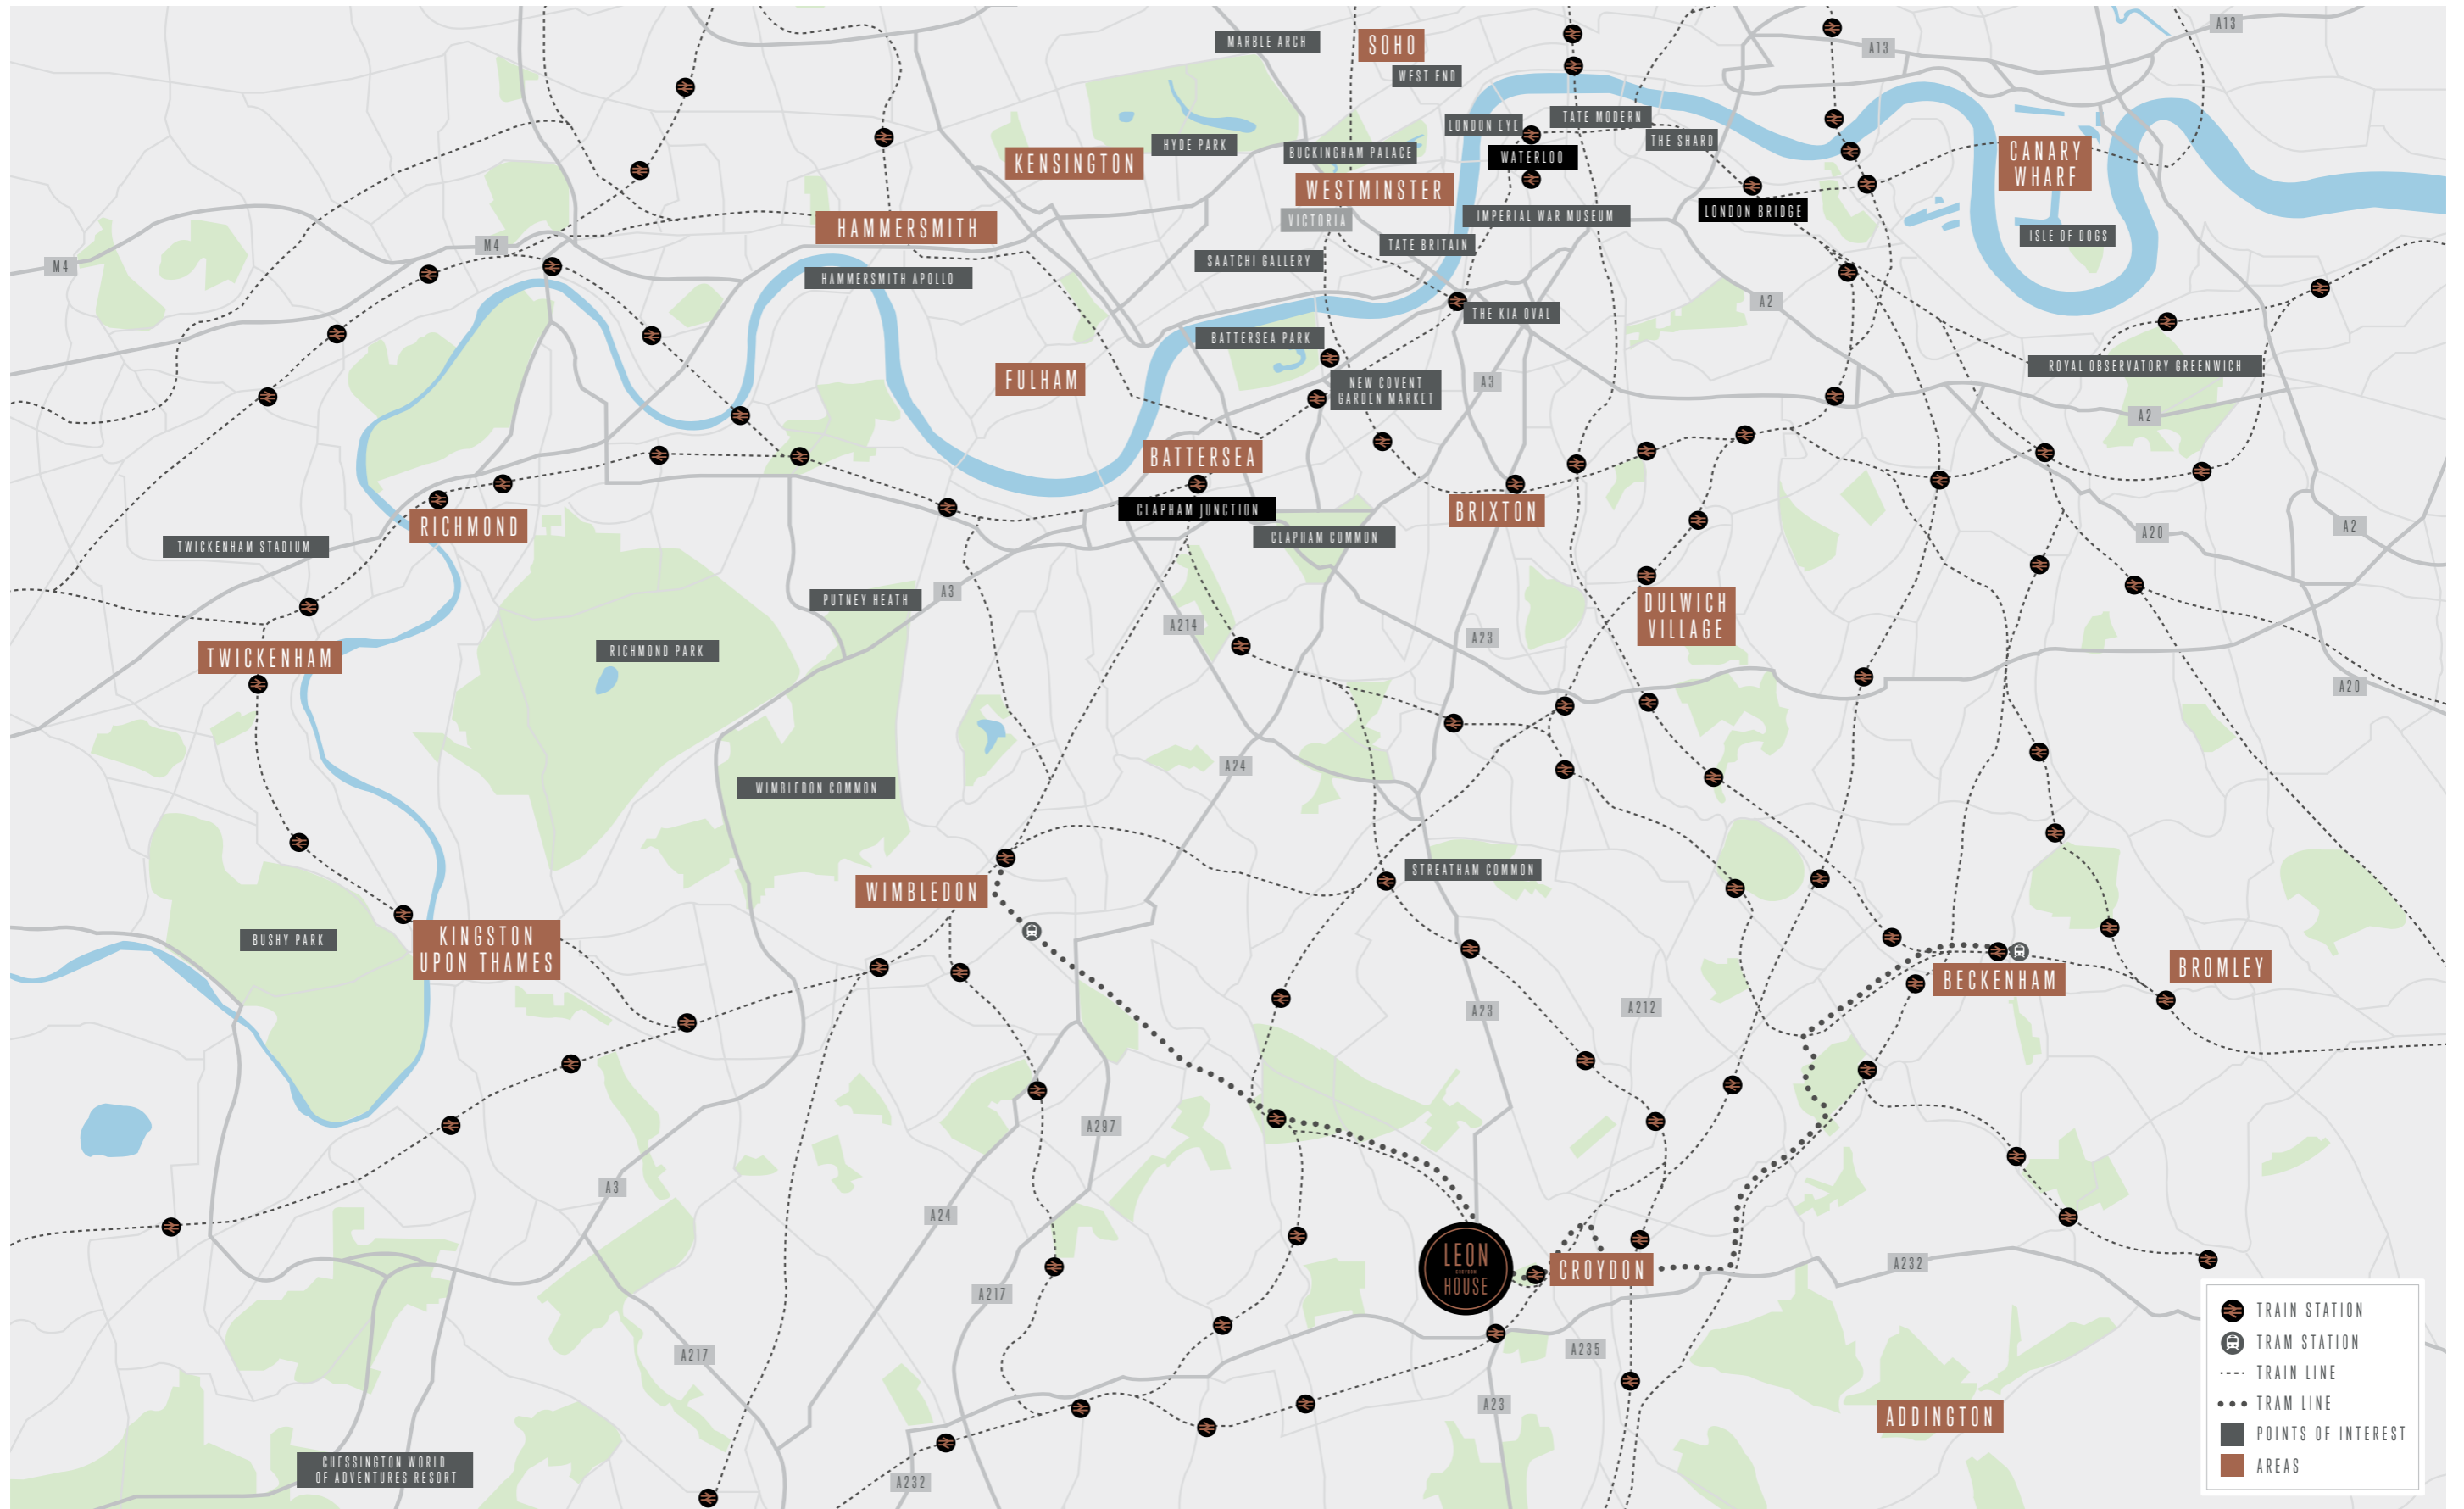 A13
MARBLE ARCH
SOHO
A13
WEST END
TATE MODERN
LONDON EYE
THE SHARD
HYDE PARK
BUCKINGHAM PALACE
WATERLOO
KENSINGTON
CANARY
WHARF
WESTMINSTER
LONDON BRIDGE
VICTORIA
IMPERIAL WAR MUSEUM
HAMMERSMITH
ISLE OF DOGS
M4
TATE BRITAIN
SAATCHI GALLERY
M4
HAMMERSMITH APOLLO
A2
THE KIA OVAL
BATTERSEA PARK
ROYAL OBSERVATORY GREENWICH
FULHAM
A3
NEW COVENT
GARDEN MARKET
A2
BATTERSEA
CLAPHAM JUNCTION
BRIXTON
RICHMOND
A2
A20
CLAPHAM COMMON
TWICKENHAM STADIUM
A3
PUTNEY HEATH
DULWICH
VILLAGE
A214
A23
RICHMOND PARK
TWICKENHAM
A20
A24
WIMBLEDON COMMON
STREATHAM COMMON
WIMBLEDON
BUSHY PARK
KINGSTON
UPON THAMES
BROMLEY
BECKENHAM
A23
A212
A297
A3
A24
LEON
CROYDON
HOUSE
CROYDON
A232
A217
A235
A217
A23
ADDINGTON
CHESSINGTON WORLD
OF ADVENTURES RESORT
A232
TRAIN STATION
TRAM STATION
TRAIN LINE
TRAM LINE
POINTS OF INTEREST
AREAS